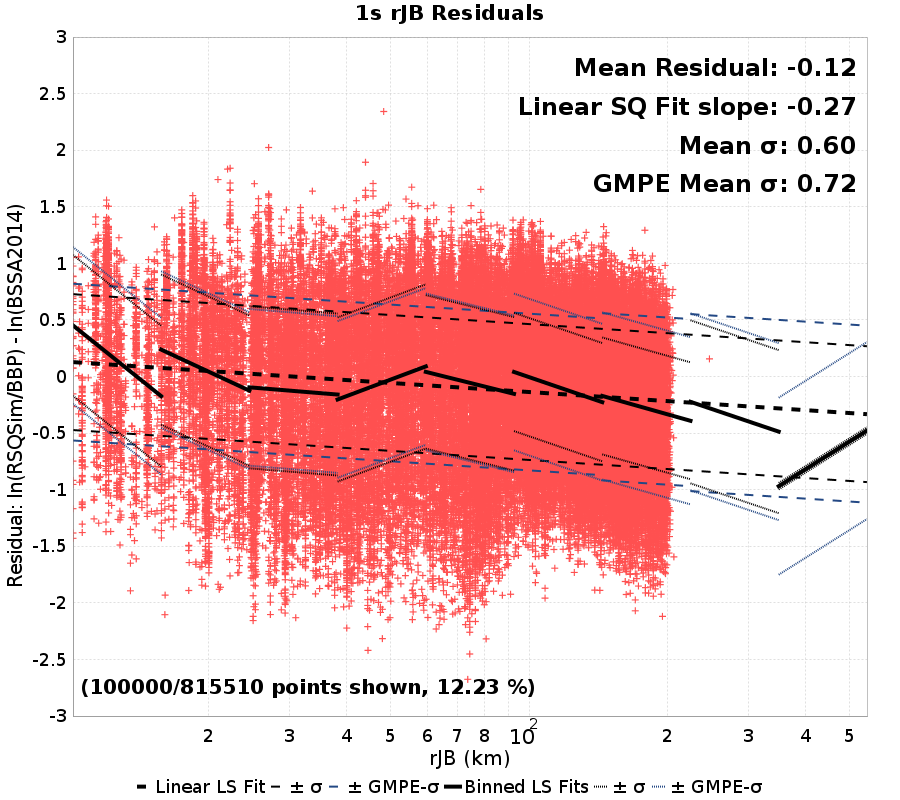 1s rJB Residuals
Mean Residual: -0.12
Linear SQ Fit slope: -0.27
Mean σ: 0.60
GMPE Mean σ: 0.72
3
2.5
2
1.5
1
0.5
0
-0.5
-1
-1.5
-2
-2.5
-3
Residual: ln(RSQSim/BBP) - ln(BSSA2014)
(100000/815510 points shown, 12.23 %)
2 3 4 5 6 7 8 10² 2 3 4 5
rJB (km)
Linear LS Fit ± σ ± GMPE-σ Binned LS Fits ± σ ± GMPE-σ